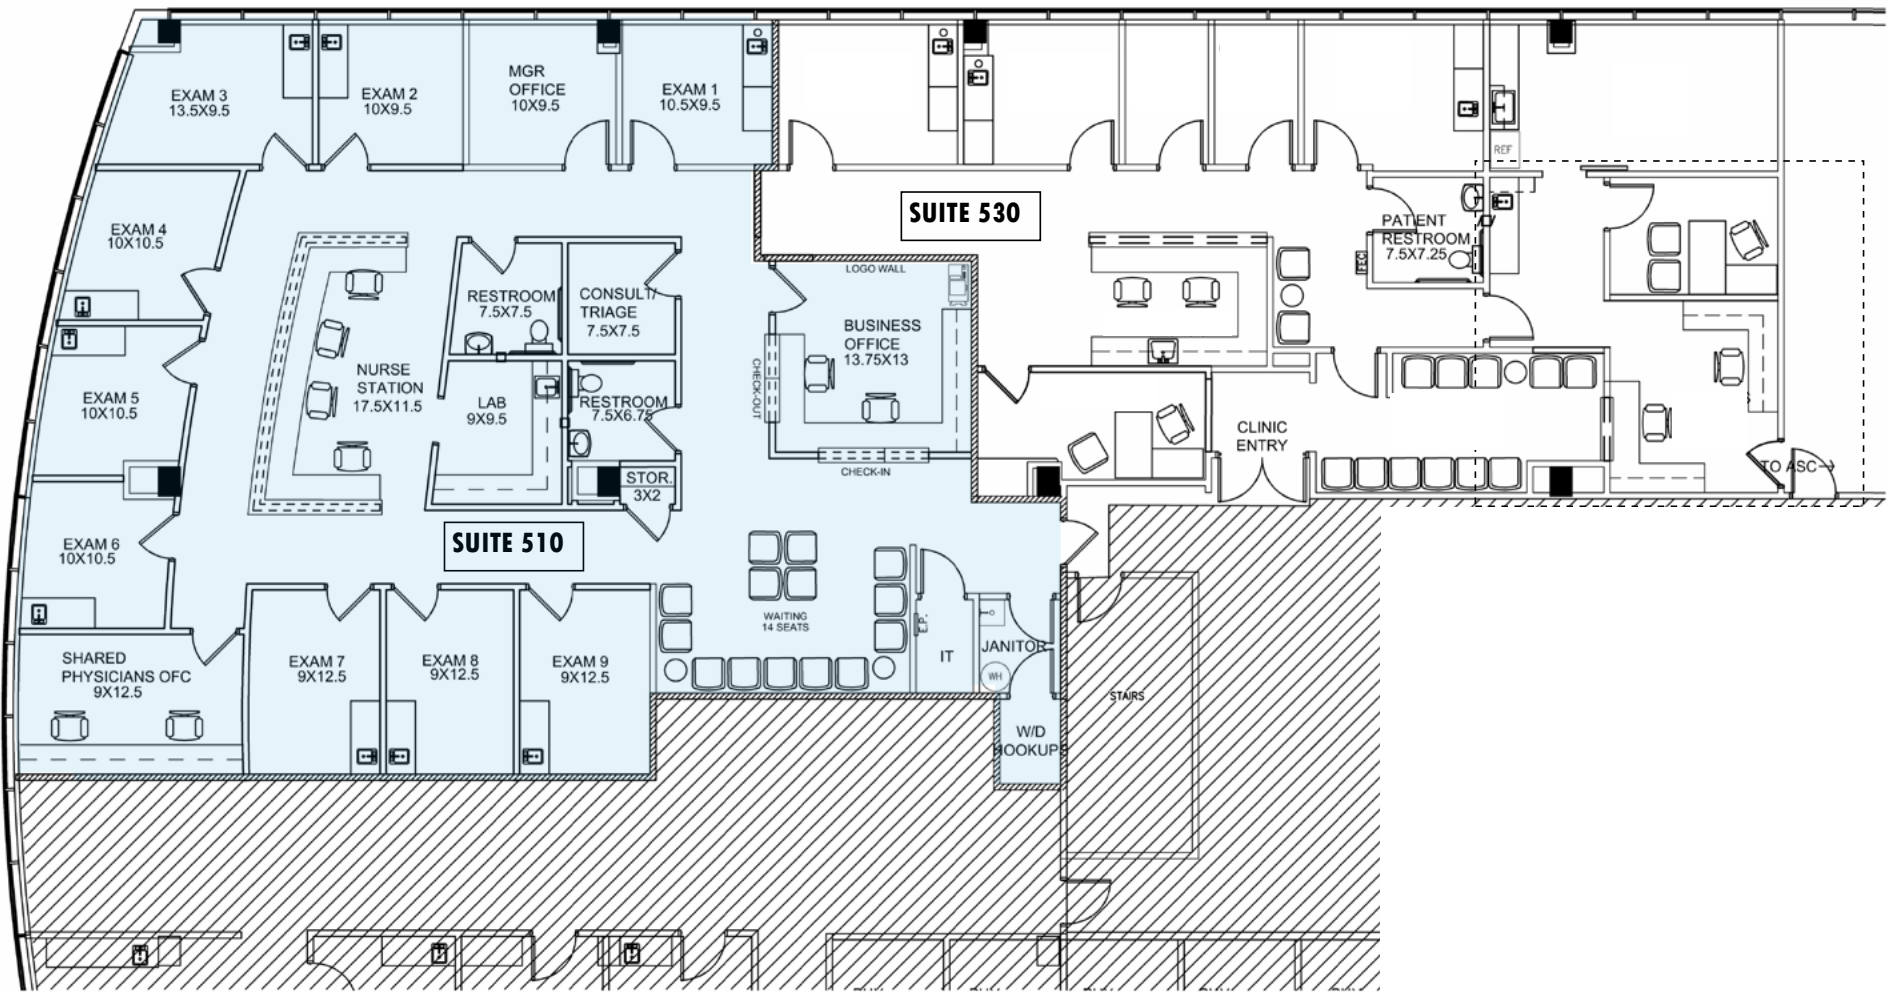 EXAM 3
13.5X9.5
EXAM 2
10X9.5
MGR
OFFICE
10X9.5
EXAM 1
10.5X9.5
REF
EXAM 4
10X10.5
SUITE 530
PATIENT
RESTROOM
7.5X7.25
FEC
LOGO WALL
RESTROOM
7.5X7.5
CONSULT/
TRIAGE
7.5X7.5
BUSINESS
OFFICE
13.75X13
CHECK-OUT
EXAM 5
10X10.5
NURSE
STATION
17.5X11.5
LAB
9X9.5
RESTROOM
7.5X6.75
CLINIC
ENTRY
CHECK-IN
TO ASC
STOR.
3X2
EXAM 6
10X10.5
SUITE 510
WAITING
14 SEATS
E.P.
IT
JANITOR
WH
SHARED
PHYSICIANS OFC
9X12.5
EXAM 7
9X12.5
EXAM 8
9X12.5
EXAM 9
9X12.5
STAIRS
W/D
HOOKUP